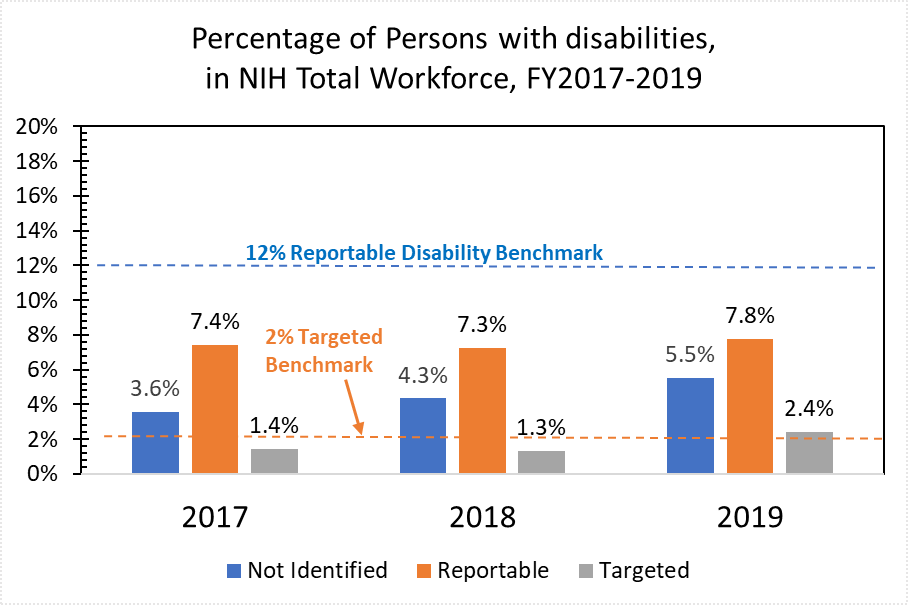 Percentage of Persons with disabilities,
in NIH Total Workforce, FY2017-2019
20%
18%
16%
14%
12%
10%
8%
6%
4%
2%
0%
12% Reportable Disability Benchmark
2% Targeted
Benchmark
3.6%
7.4%
1.4%
4.3%
7.3%
1.3%
5.5%
7.8%
2.4%
2017
2018
2019
Not Identified
Reportable
Targeted